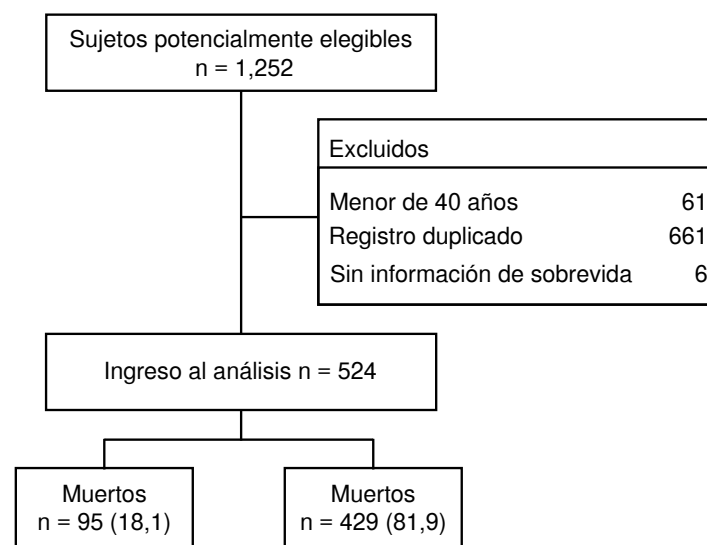 Sujetos potencialmente elegibles
n = 1,252
Excluidos
Menor de 40 años 61
Registro duplicado 661
Sin información de sobrevida 6
Ingreso al análisis n = 524
Muertos
n = 95 (18,1)
Muertos
n = 429 (81,9)